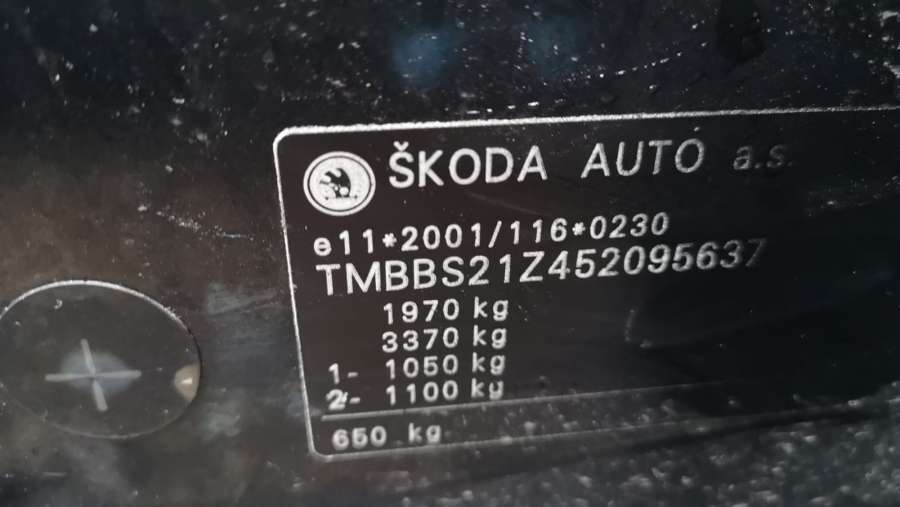 ŠKODA AUTO a.s.
e11*2001/116*0230
TMBBS21Z452095637
1970 kg
3370 kg
1- 1050 kg
2- 1100 kg
650 kg